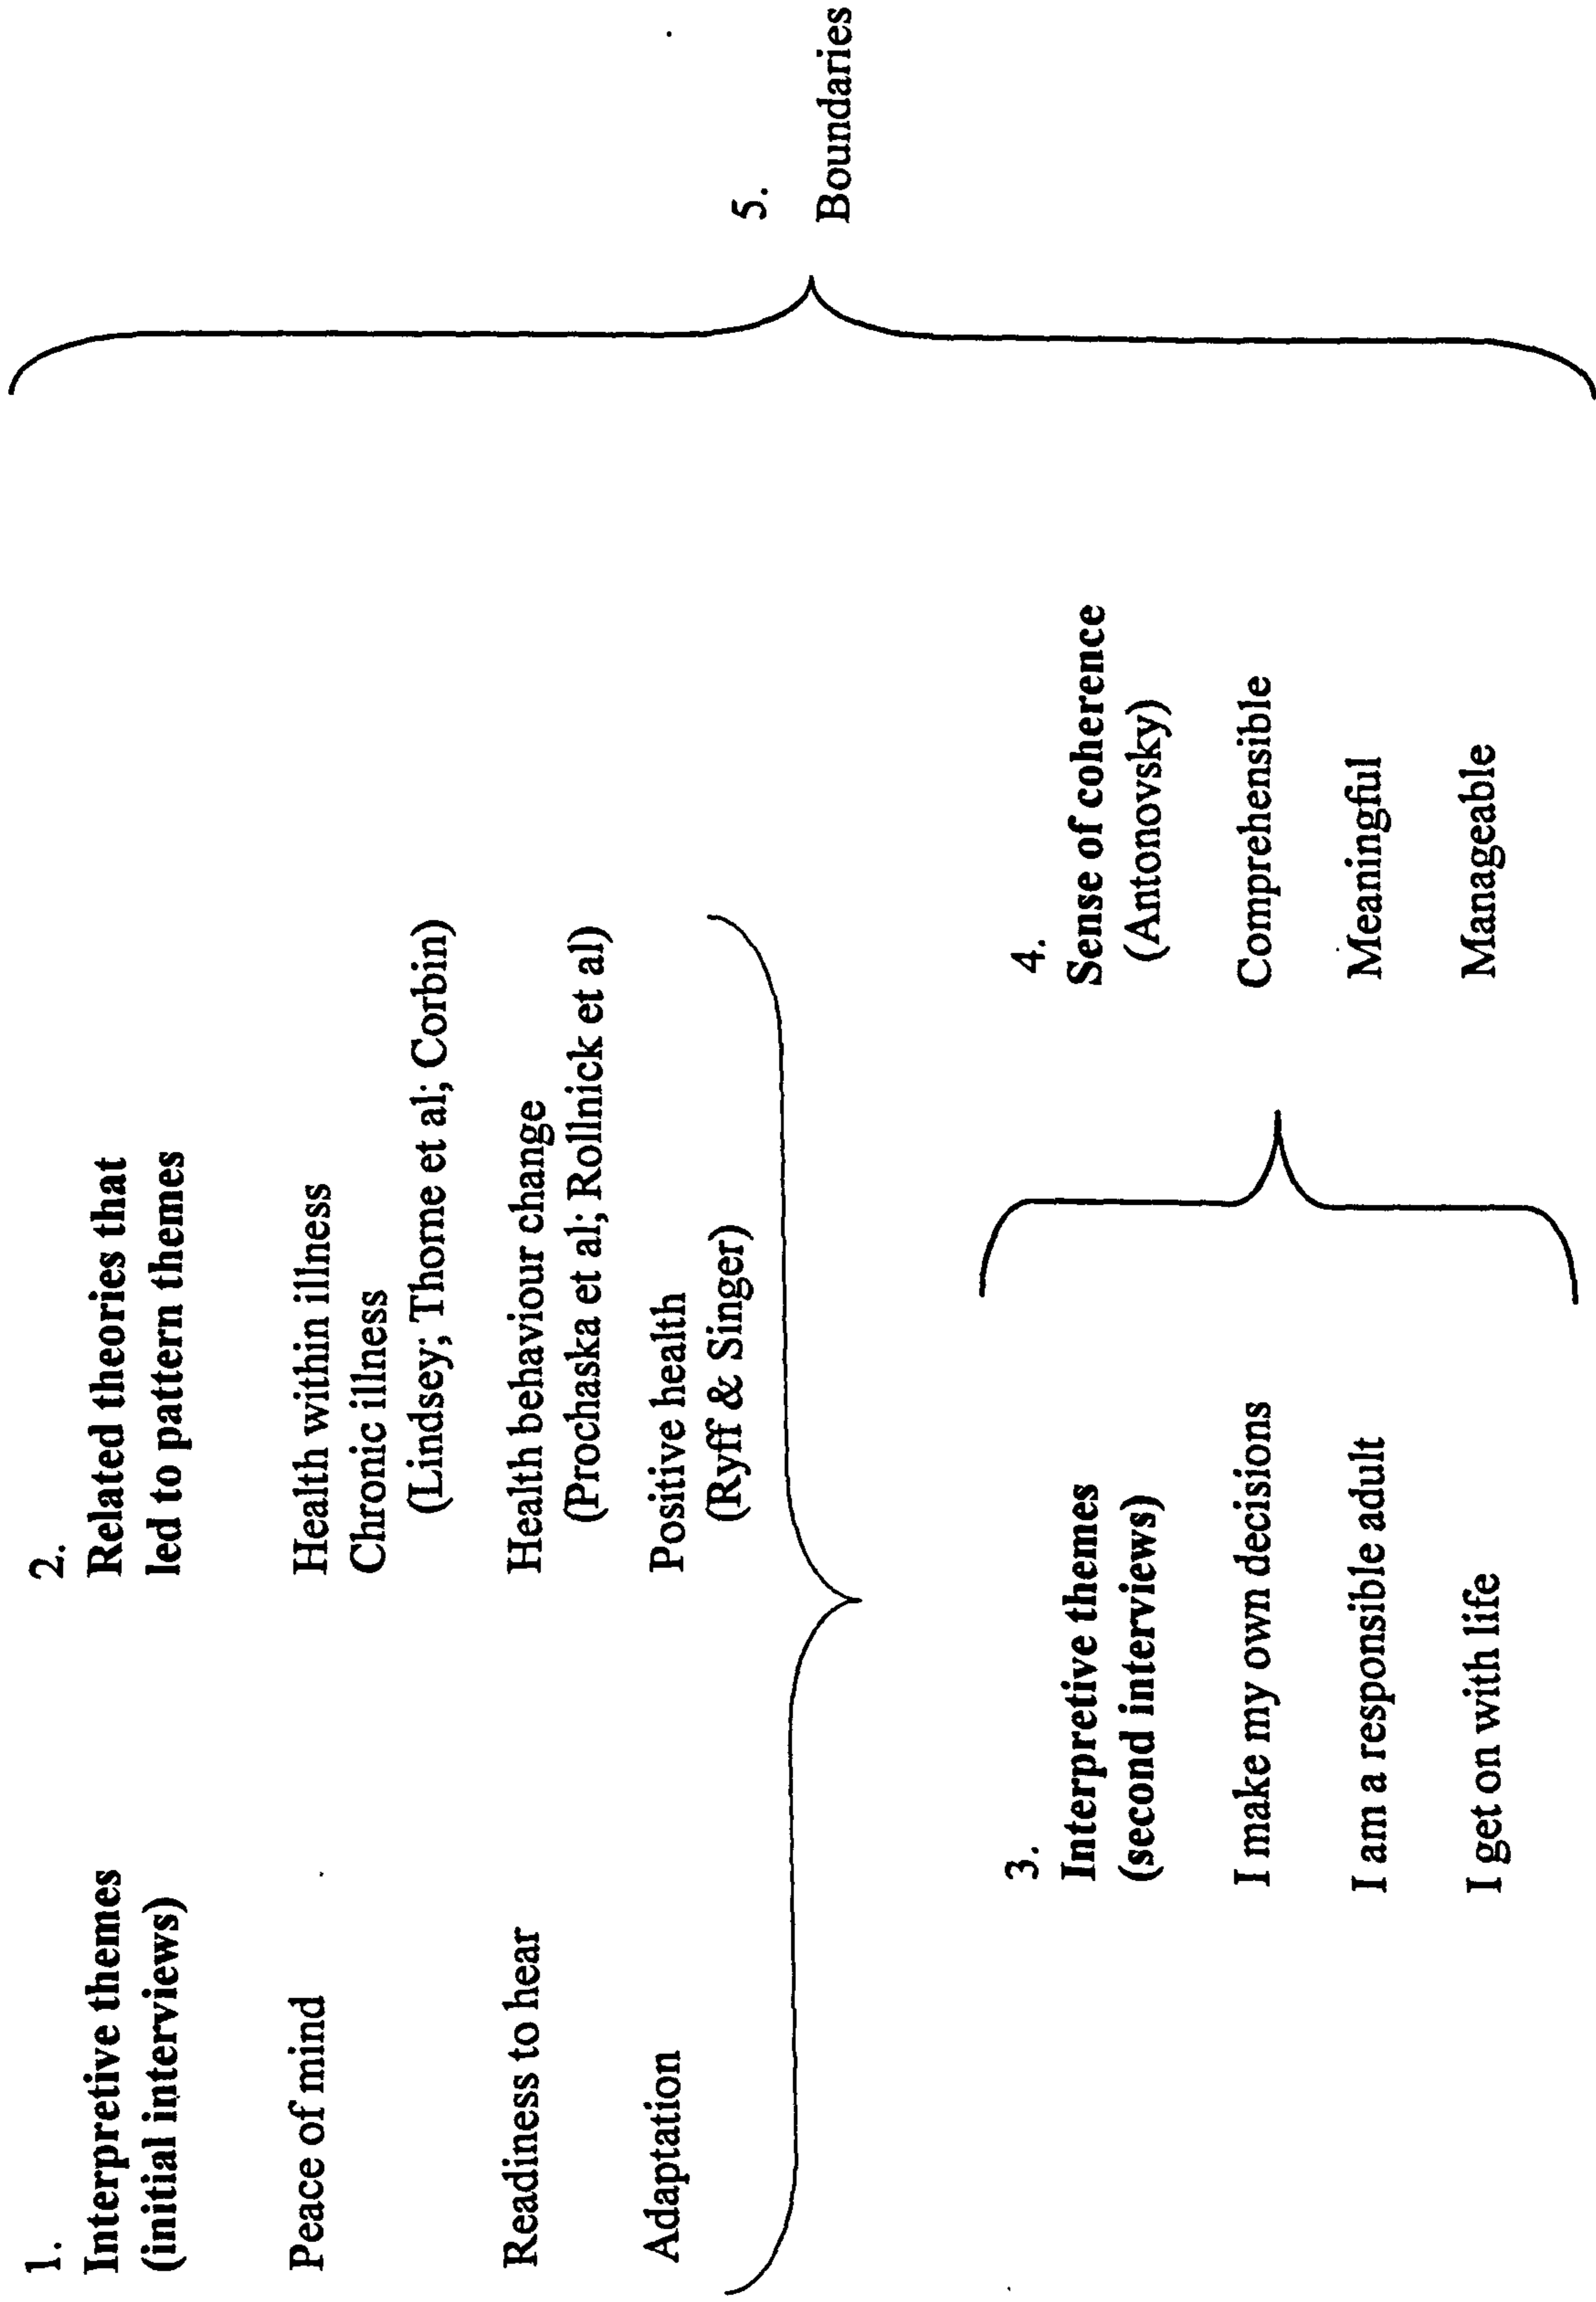 1.
Interpretive themes
(initial interviews)
Peace of mind
Readiness to hear
Adaptation
2.
Related theories that
led to pattern themes
Health within illness
Chronic illness
(Lindsey; Thorne et al; Corbin)
Health behaviour change
(Prochaska et al; Rollnick et al)
Positive health
(Ryff & Singer)
3.
Interpretive themes
(second interviews)
I make my own decisions
I am a responsible adult
I get on with life
4.
Sense of coherence
(Antonovsky)
Comprehensible
Meaningful
Manageable
5.
Boundaries